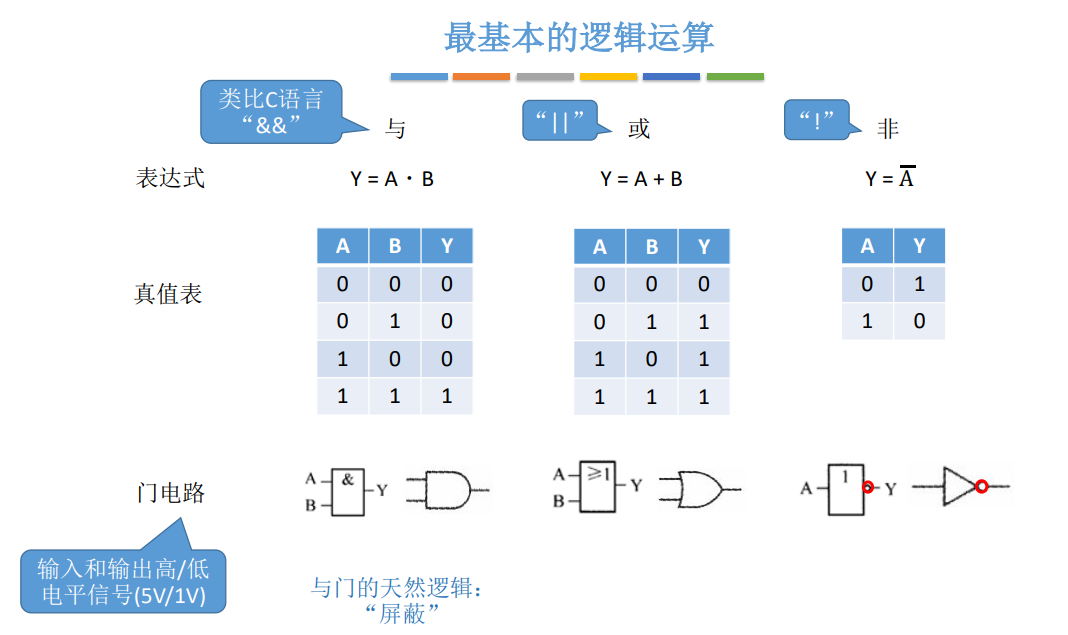 最基本的逻辑运算
类比C语言
“&&”
与
“||”
或
“!”
非
表达式
Y = A · B
Y = A + B
Y = A̅
真值表
A B Y
0 0 0
0 1 0
1 0 0
1 1 1
A B Y
0 0 0
0 1 1
1 0 1
1 1 1
A Y
0 1
1 0
门电路
A
B
&
Y
A
B
≥1
Y
A
1
Y
输入和输出高/低
电平信号(5V/1V)
与门的天然逻辑：
“屏蔽”